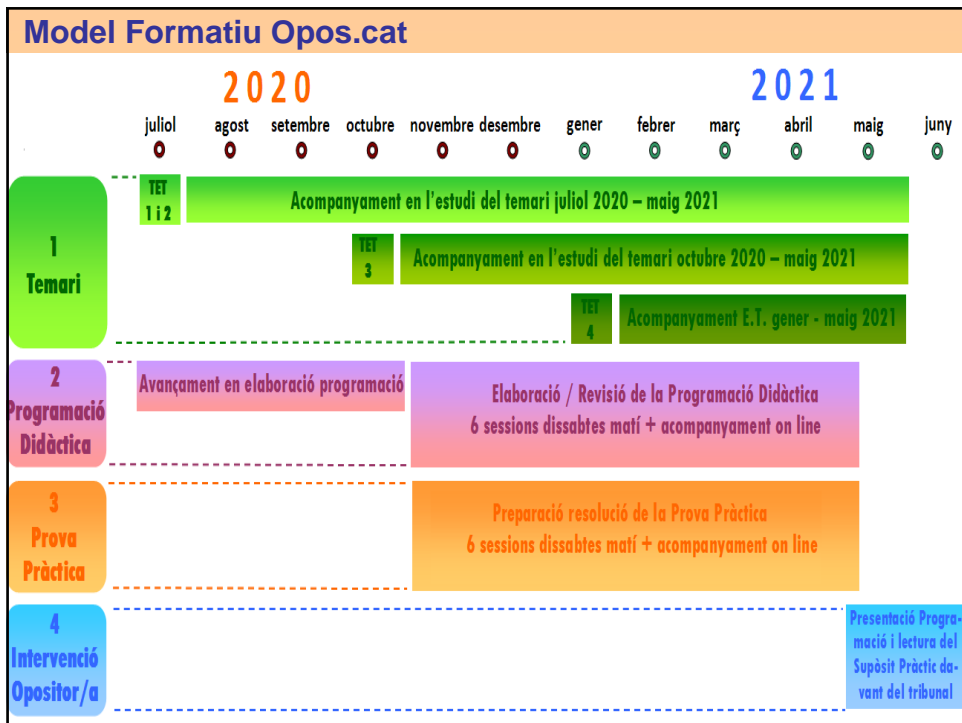 Model Formatiu Opos.cat
2020
2021
juliol agost setembre octubre novembre desembre gener febrer març abril maig juny
1
Temari
TET
1 i 2
Acompanyament en l'estudi del temari juliol 2020 – maig 2021
TET
3
Acompanyament en l'estudi del temari octubre 2020 – maig 2021
TET
4
Acompanyament E.T. gener - maig 2021
2
Programació
Didàctica
Avançament en elaboració programació
Elaboració / Revisió de la Programació Didàctica
6 sessions dissabtes matí + acompanyament on line
3
Prova
Pràctica
Preparació resolució de la Prova Pràctica
6 sessions dissabtes matí + acompanyament on line
4
Intervenció
Opositor/a
Presentació Progra-
mació i lectura del
Supòsit Pràctic da-
vant del tribunal